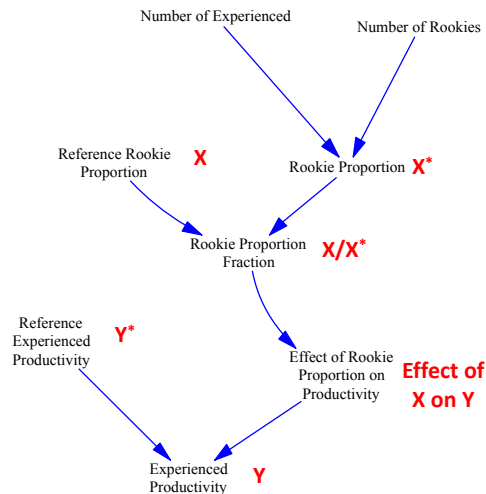 Number of Experienced
Number of Rookies
Reference Rookie
Proportion
X
Rookie Proportion
X*
Rookie Proportion
Fraction
X/X*
Reference
Experienced
Productivity
Y*
Effect of Rookie
Proportion on
Productivity
Effect of
X on Y
Experienced
Productivity
Y